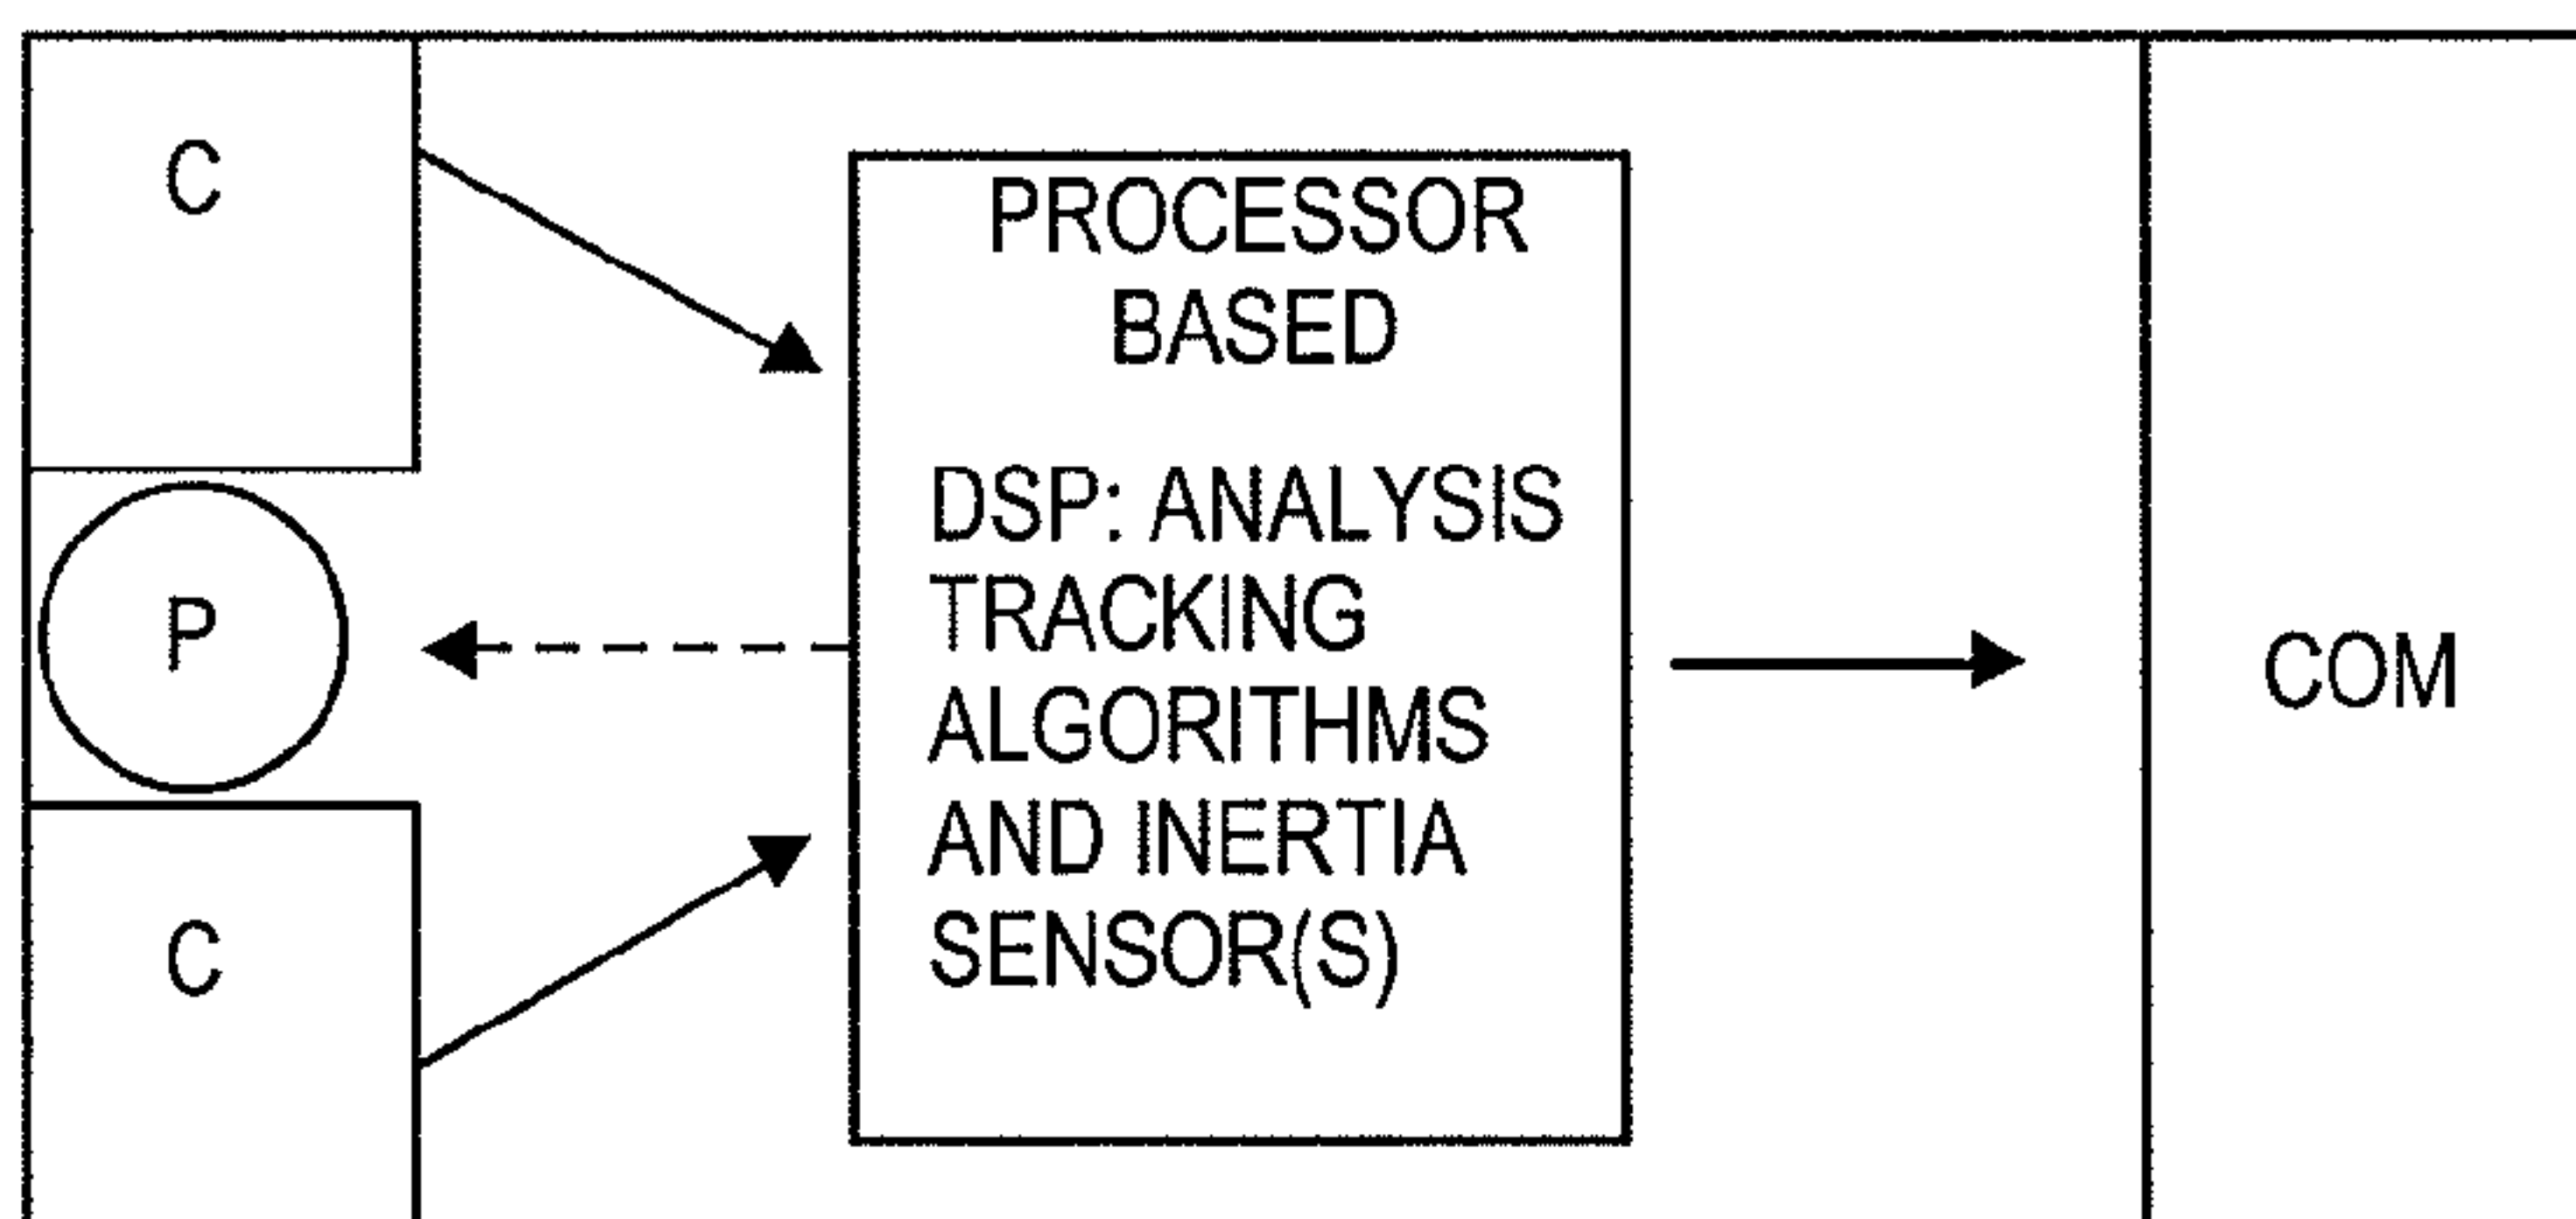 C
PROCESSOR
BASED
DSP: ANALYSIS
TRACKING
ALGORITHMS
AND INERTIA
SENSOR(S)
P
C
COM